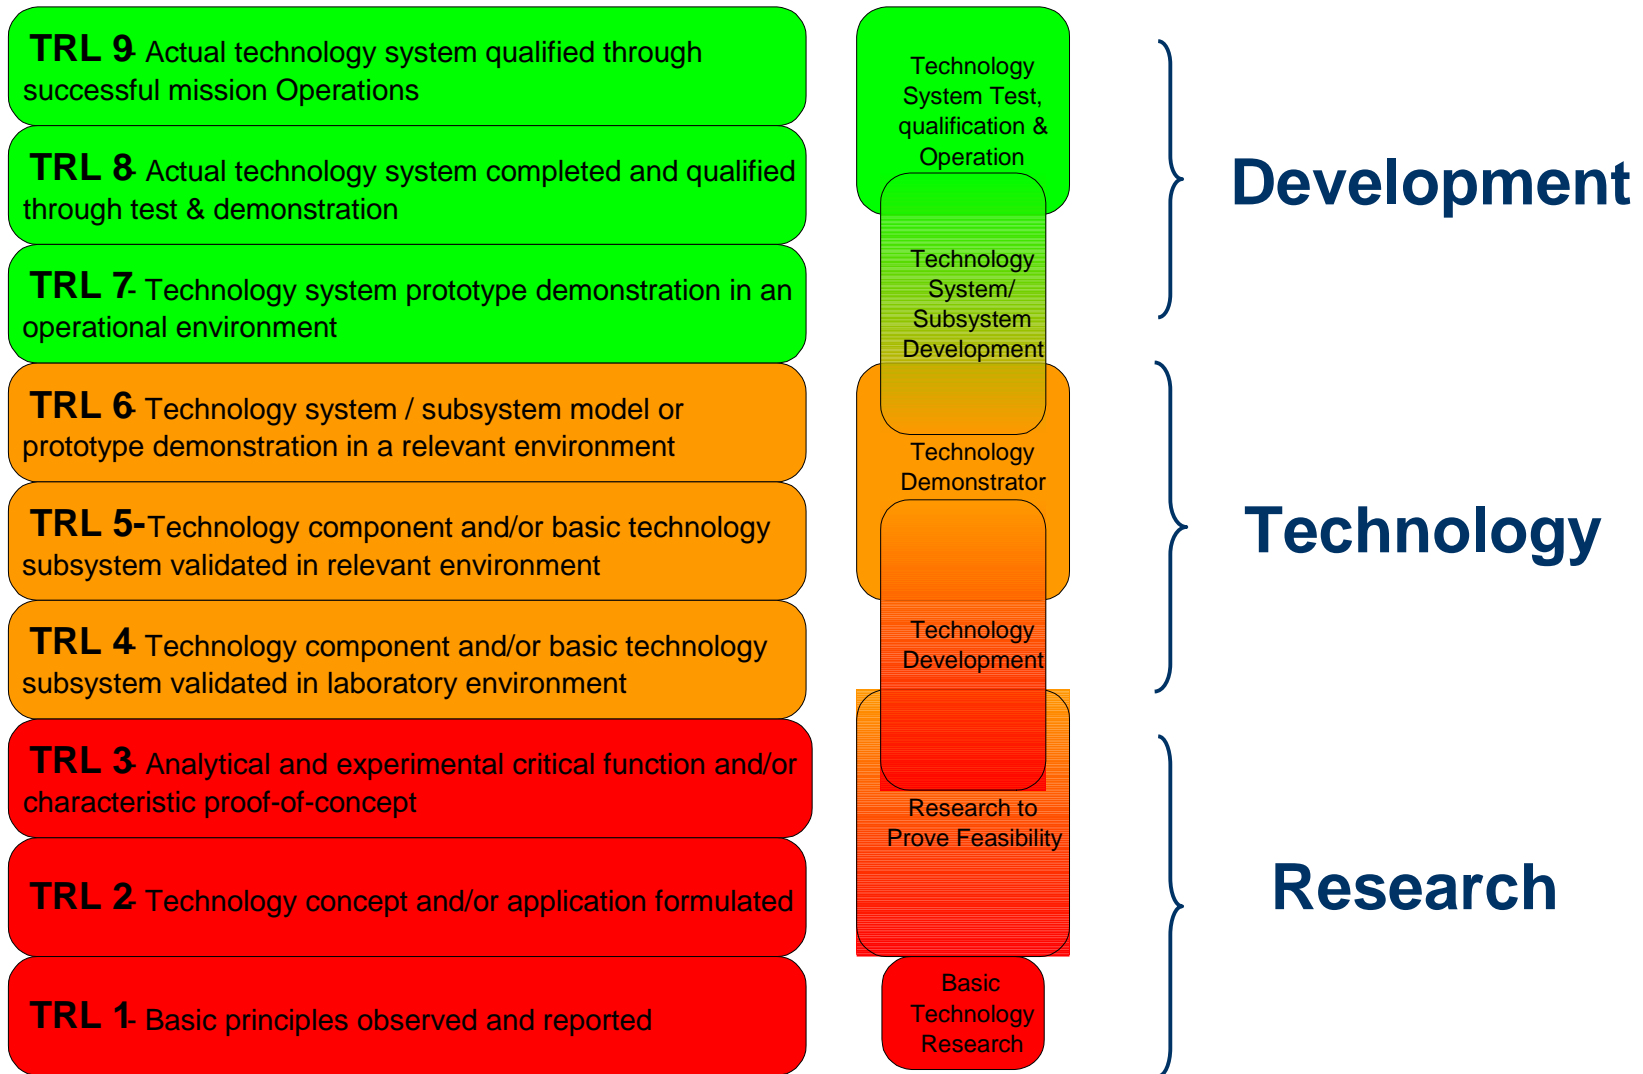 TRL 9- Actual technology system qualified through
successful mission Operations
TRL 8- Actual technology system completed and qualified
through test & demonstration
TRL 7- Technology system prototype demonstration in an
operational environment
TRL 6- Technology system / subsystem model or
prototype demonstration in a relevant environment
TRL 5-Technology component and/or basic technology
subsystem validated in relevant environment
TRL 4- Technology component and/or basic technology
subsystem validated in laboratory environment
TRL 3- Analytical and experimental critical function and/or
characteristic proof-of-concept
TRL 2- Technology concept and/or application formulated
TRL 1- Basic principles observed and reported
Technology
System Test,
qualification &
Operation
Technology
System/
Subsystem
Development
Technology
Demonstrator
Technology
Development
Research to
Prove Feasibility
Basic
Technology
Research
Development
Technology
Research